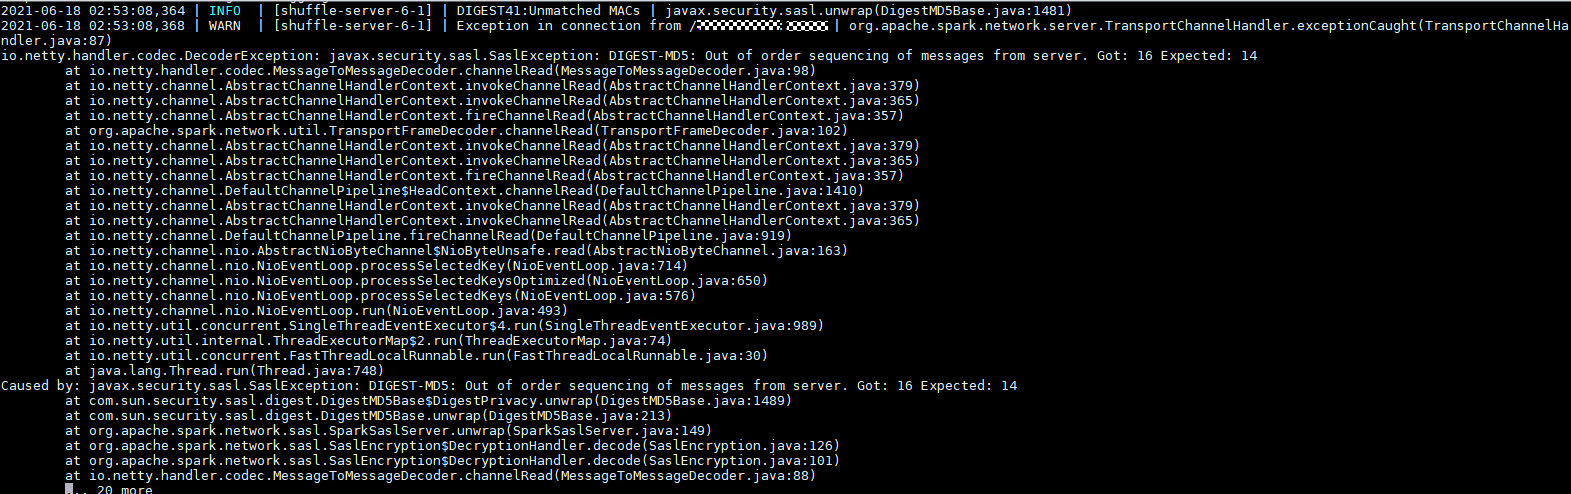 2021-06-18 02:53:08,364 | INFO  | [shuffle-server-6-1] | DIGEST41:Unmatched MACs | javax.security.sasl.unwrap(DigestMD5Base.java:1481)
2021-06-18 02:53:08,368 | WARN  | [shuffle-server-6-1] | Exception in connection from / | org.apache.spark.network.server.TransportChannelHandler.exceptionCaught(TransportChannelHa
ndler.java:87)
io.netty.handler.codec.DecoderException: javax.security.sasl.SaslException: DIGEST-MD5: Out of order sequencing of messages from server. Got: 16 Expected: 14
at io.netty.handler.codec.MessageToMessageDecoder.channelRead(MessageToMessageDecoder.java:98)
at io.netty.channel.AbstractChannelHandlerContext.invokeChannelRead(AbstractChannelHandlerContext.java:379)
at io.netty.channel.AbstractChannelHandlerContext.invokeChannelRead(AbstractChannelHandlerContext.java:365)
at io.netty.channel.AbstractChannelHandlerContext.fireChannelRead(AbstractChannelHandlerContext.java:357)
at org.apache.spark.network.util.TransportFrameDecoder.channelRead(TransportFrameDecoder.java:102)
at io.netty.channel.AbstractChannelHandlerContext.invokeChannelRead(AbstractChannelHandlerContext.java:379)
at io.netty.channel.AbstractChannelHandlerContext.invokeChannelRead(AbstractChannelHandlerContext.java:365)
at io.netty.channel.AbstractChannelHandlerContext.fireChannelRead(AbstractChannelHandlerContext.java:357)
at io.netty.channel.DefaultChannelPipeline$HeadContext.channelRead(DefaultChannelPipeline.java:1410)
at io.netty.channel.AbstractChannelHandlerContext.invokeChannelRead(AbstractChannelHandlerContext.java:379)
at io.netty.channel.AbstractChannelHandlerContext.invokeChannelRead(AbstractChannelHandlerContext.java:365)
at io.netty.channel.DefaultChannelPipeline.fireChannelRead(DefaultChannelPipeline.java:919)
at io.netty.channel.nio.AbstractNioByteChannel$NioByteUnsafe.read(AbstractNioByteChannel.java:163)
at io.netty.channel.nio.NioEventLoop.processSelectedKey(NioEventLoop.java:714)
at io.netty.channel.nio.NioEventLoop.processSelectedKeysOptimized(NioEventLoop.java:650)
at io.netty.channel.nio.NioEventLoop.processSelectedKeys(NioEventLoop.java:576)
at io.netty.channel.nio.NioEventLoop.run(NioEventLoop.java:493)
at io.netty.util.concurrent.SingleThreadEventExecutor$4.run(SingleThreadEventExecutor.java:989)
at io.netty.util.internal.ThreadExecutorMap$2.run(ThreadExecutorMap.java:74)
at io.netty.util.concurrent.FastThreadLocalRunnable.run(FastThreadLocalRunnable.java:30)
at java.lang.Thread.run(Thread.java:748)
Caused by: javax.security.sasl.SaslException: DIGEST-MD5: Out of order sequencing of messages from server. Got: 16 Expected: 14
at com.sun.security.sasl.digest.DigestMD5Base$DigestPrivacy.unwrap(DigestMD5Base.java:1489)
at com.sun.security.sasl.digest.DigestMD5Base.unwrap(DigestMD5Base.java:213)
at org.apache.spark.network.sasl.SparkSaslServer.unwrap(SparkSaslServer.java:149)
at org.apache.spark.network.sasl.SaslEncryption$DecryptionHandler.decode(SaslEncryption.java:126)
at org.apache.spark.network.sasl.SaslEncryption$DecryptionHandler.decode(SaslEncryption.java:101)
at io.netty.handler.codec.MessageToMessageDecoder.channelRead(MessageToMessageDecoder.java:88)
... 20 more